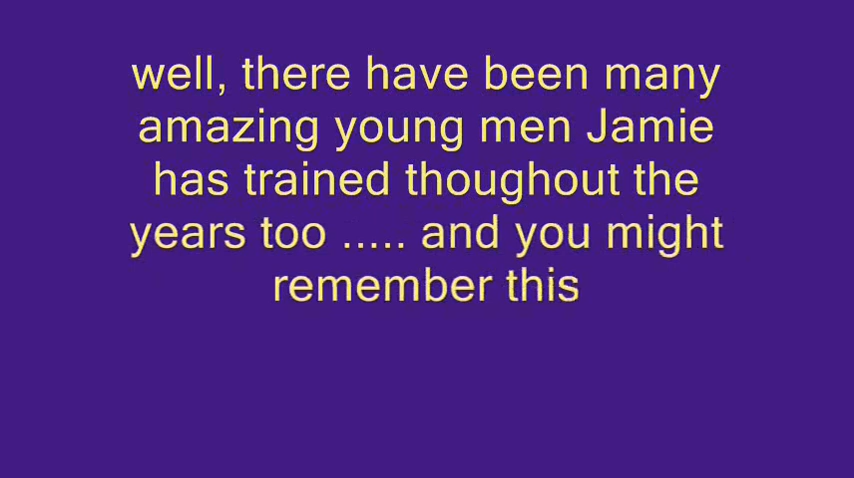 well, there have been many
amazing young men Jamie
has trained thoughout the
years too ..... and you might
remember this